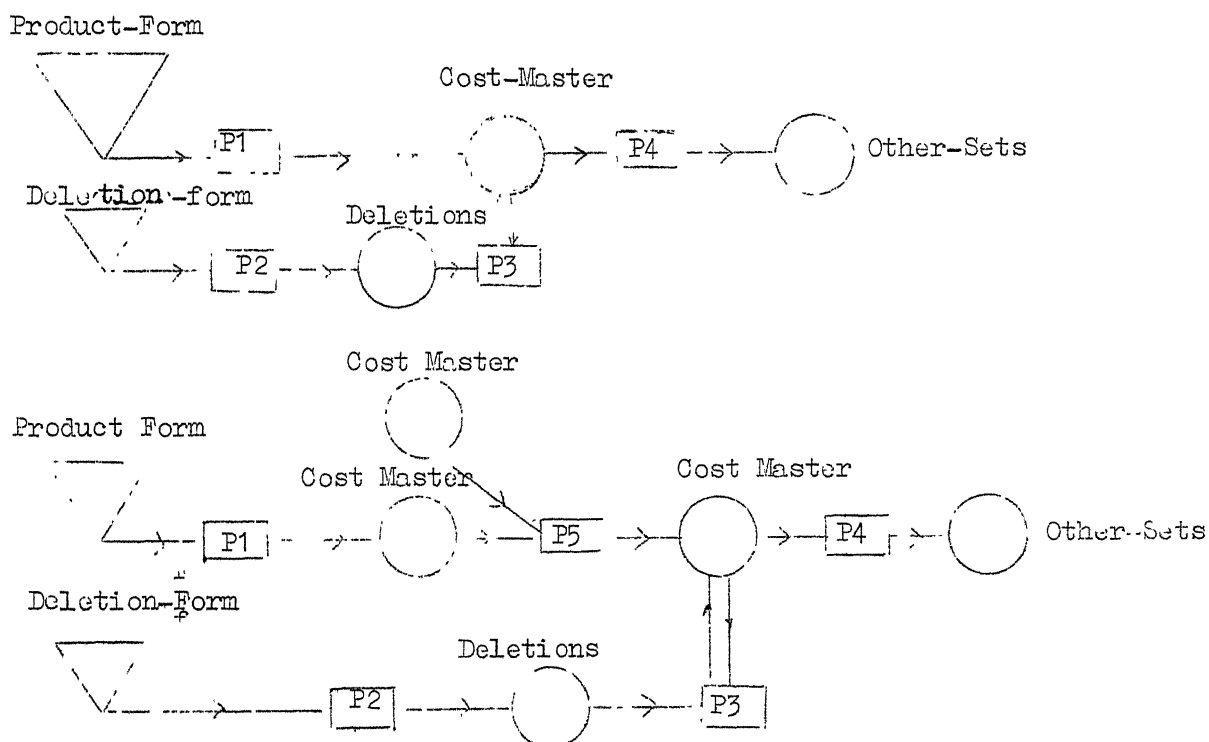 Product-Form
Cost-Master
P1
P4
Other-Sets
Deletion-form
Deletions
P2
P3
Cost Master
Product Form
Cost Master
Cost Master
P1
P5
P4
Other-Sets
Deletion-Form
Deletions
P2
P3